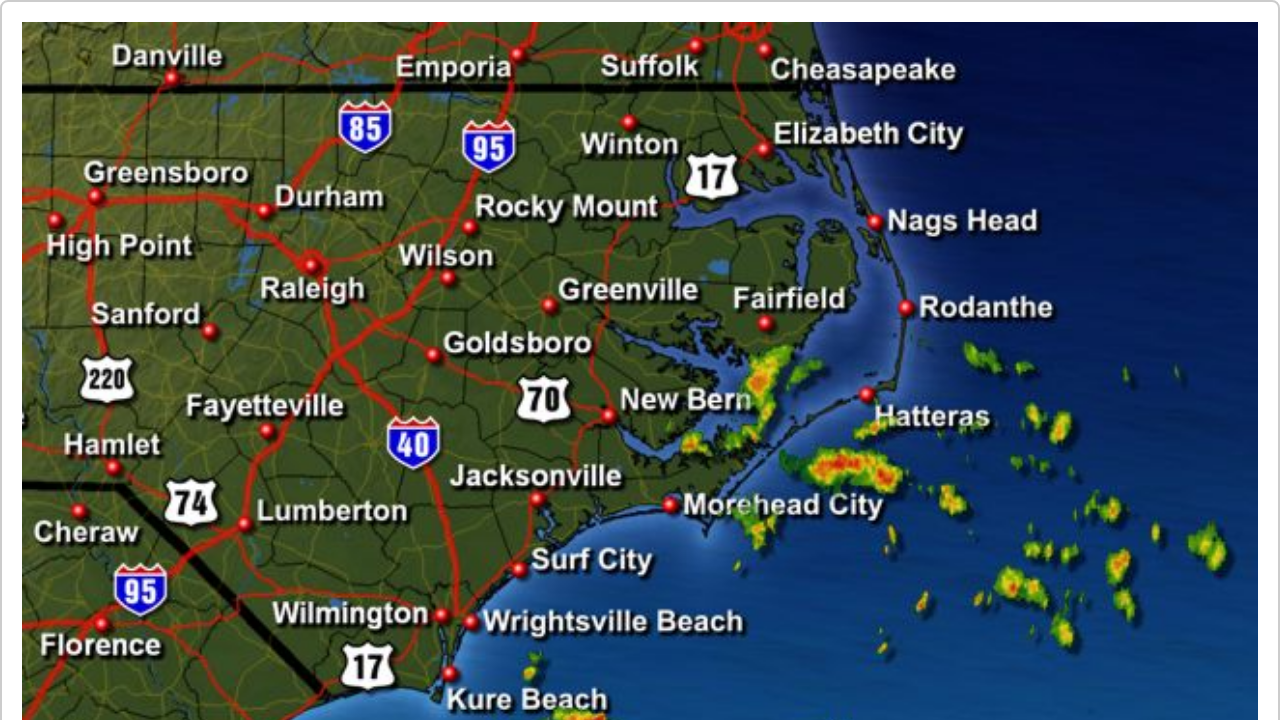 Danville
Emporia
Suffolk
Cheasapeake
85
95
Winton
Elizabeth City
17
Greensboro
Durham
Rocky Mount
Nags Head
High Point
Wilson
Raleigh
Greenville
Fairfield
Rodanthe
Sanford
Goldsboro
220
70
New Bern
Fayetteville
Hatteras
Hamlet
40
Jacksonville
74
Lumberton
Morehead City
Cheraw
Surf City
95
Wilmington
Wrightsville Beach
Florence
17
Kure Beach